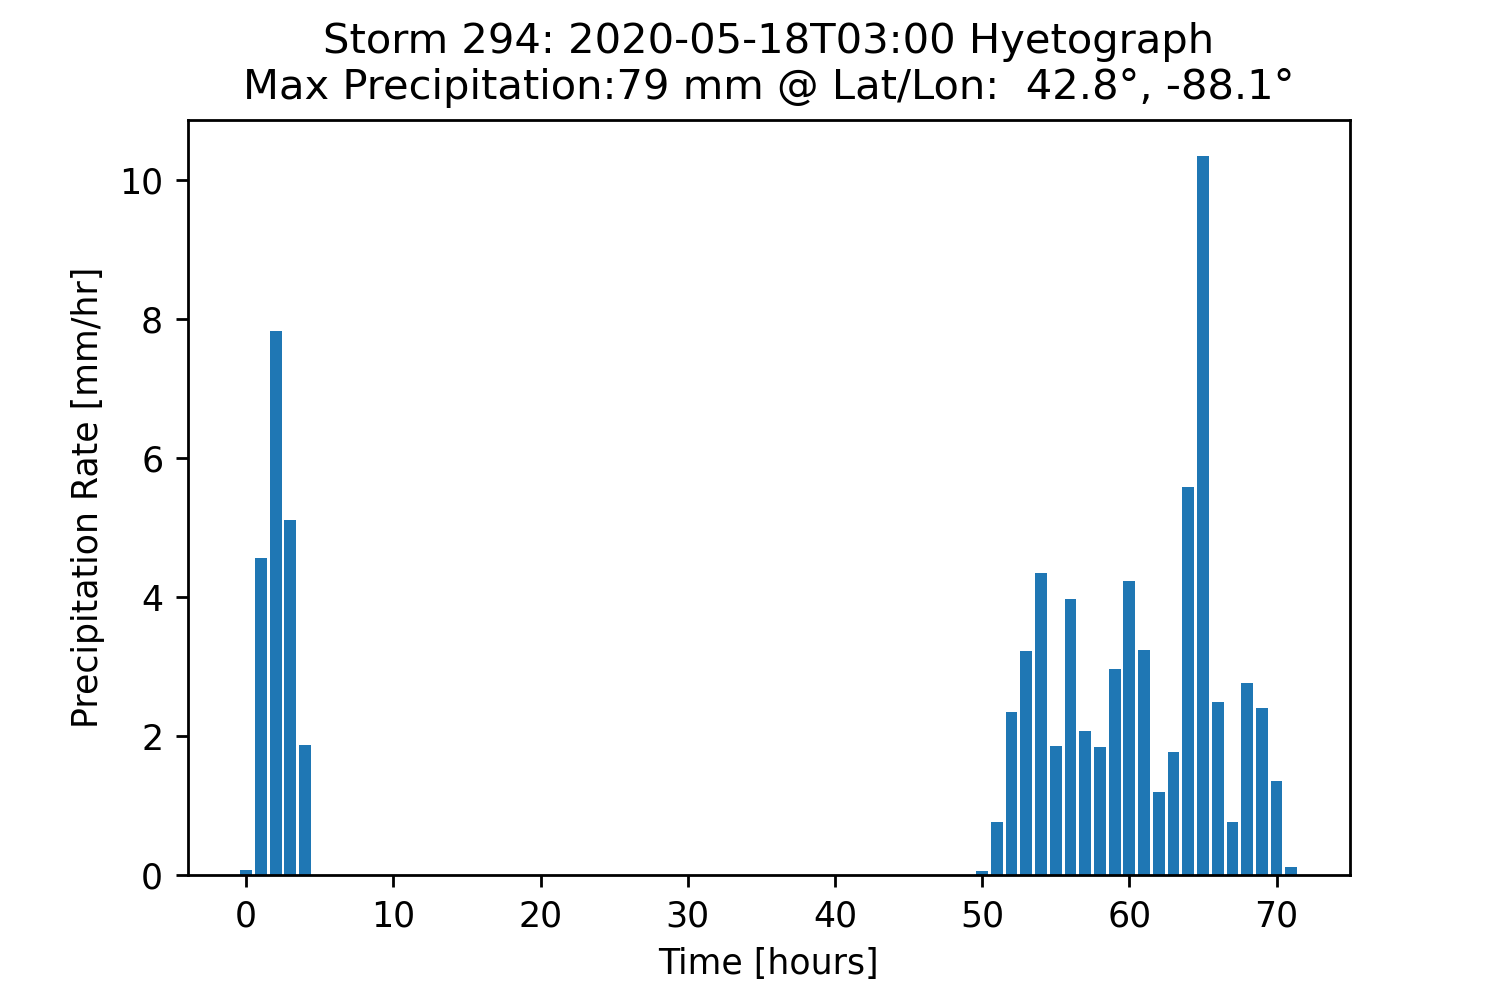 Storm 294: 2020-05-18T03:00 Hyetograph
Max Precipitation:79 mm @ Lat/Lon:  42.8°, -88.1°
10
8
6
4
2
0
Precipitation Rate [mm/hr]
0 10 20 30 40 50 60 70
Time [hours]